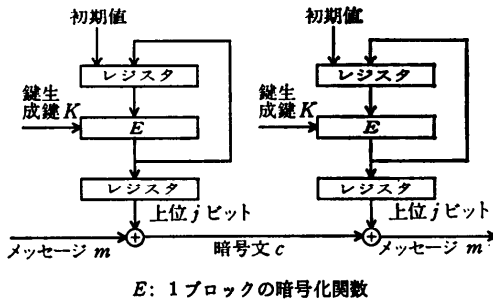 初期値
レジスタ
鍵生
成鍵 K
E
レジスタ
上位 j ビット
メッセージ m
暗号文 c
初期値
レジスタ
鍵生
成鍵 K
E
レジスタ
上位 j ビット
メッセージ m
E: 1 ブロックの暗号化関数